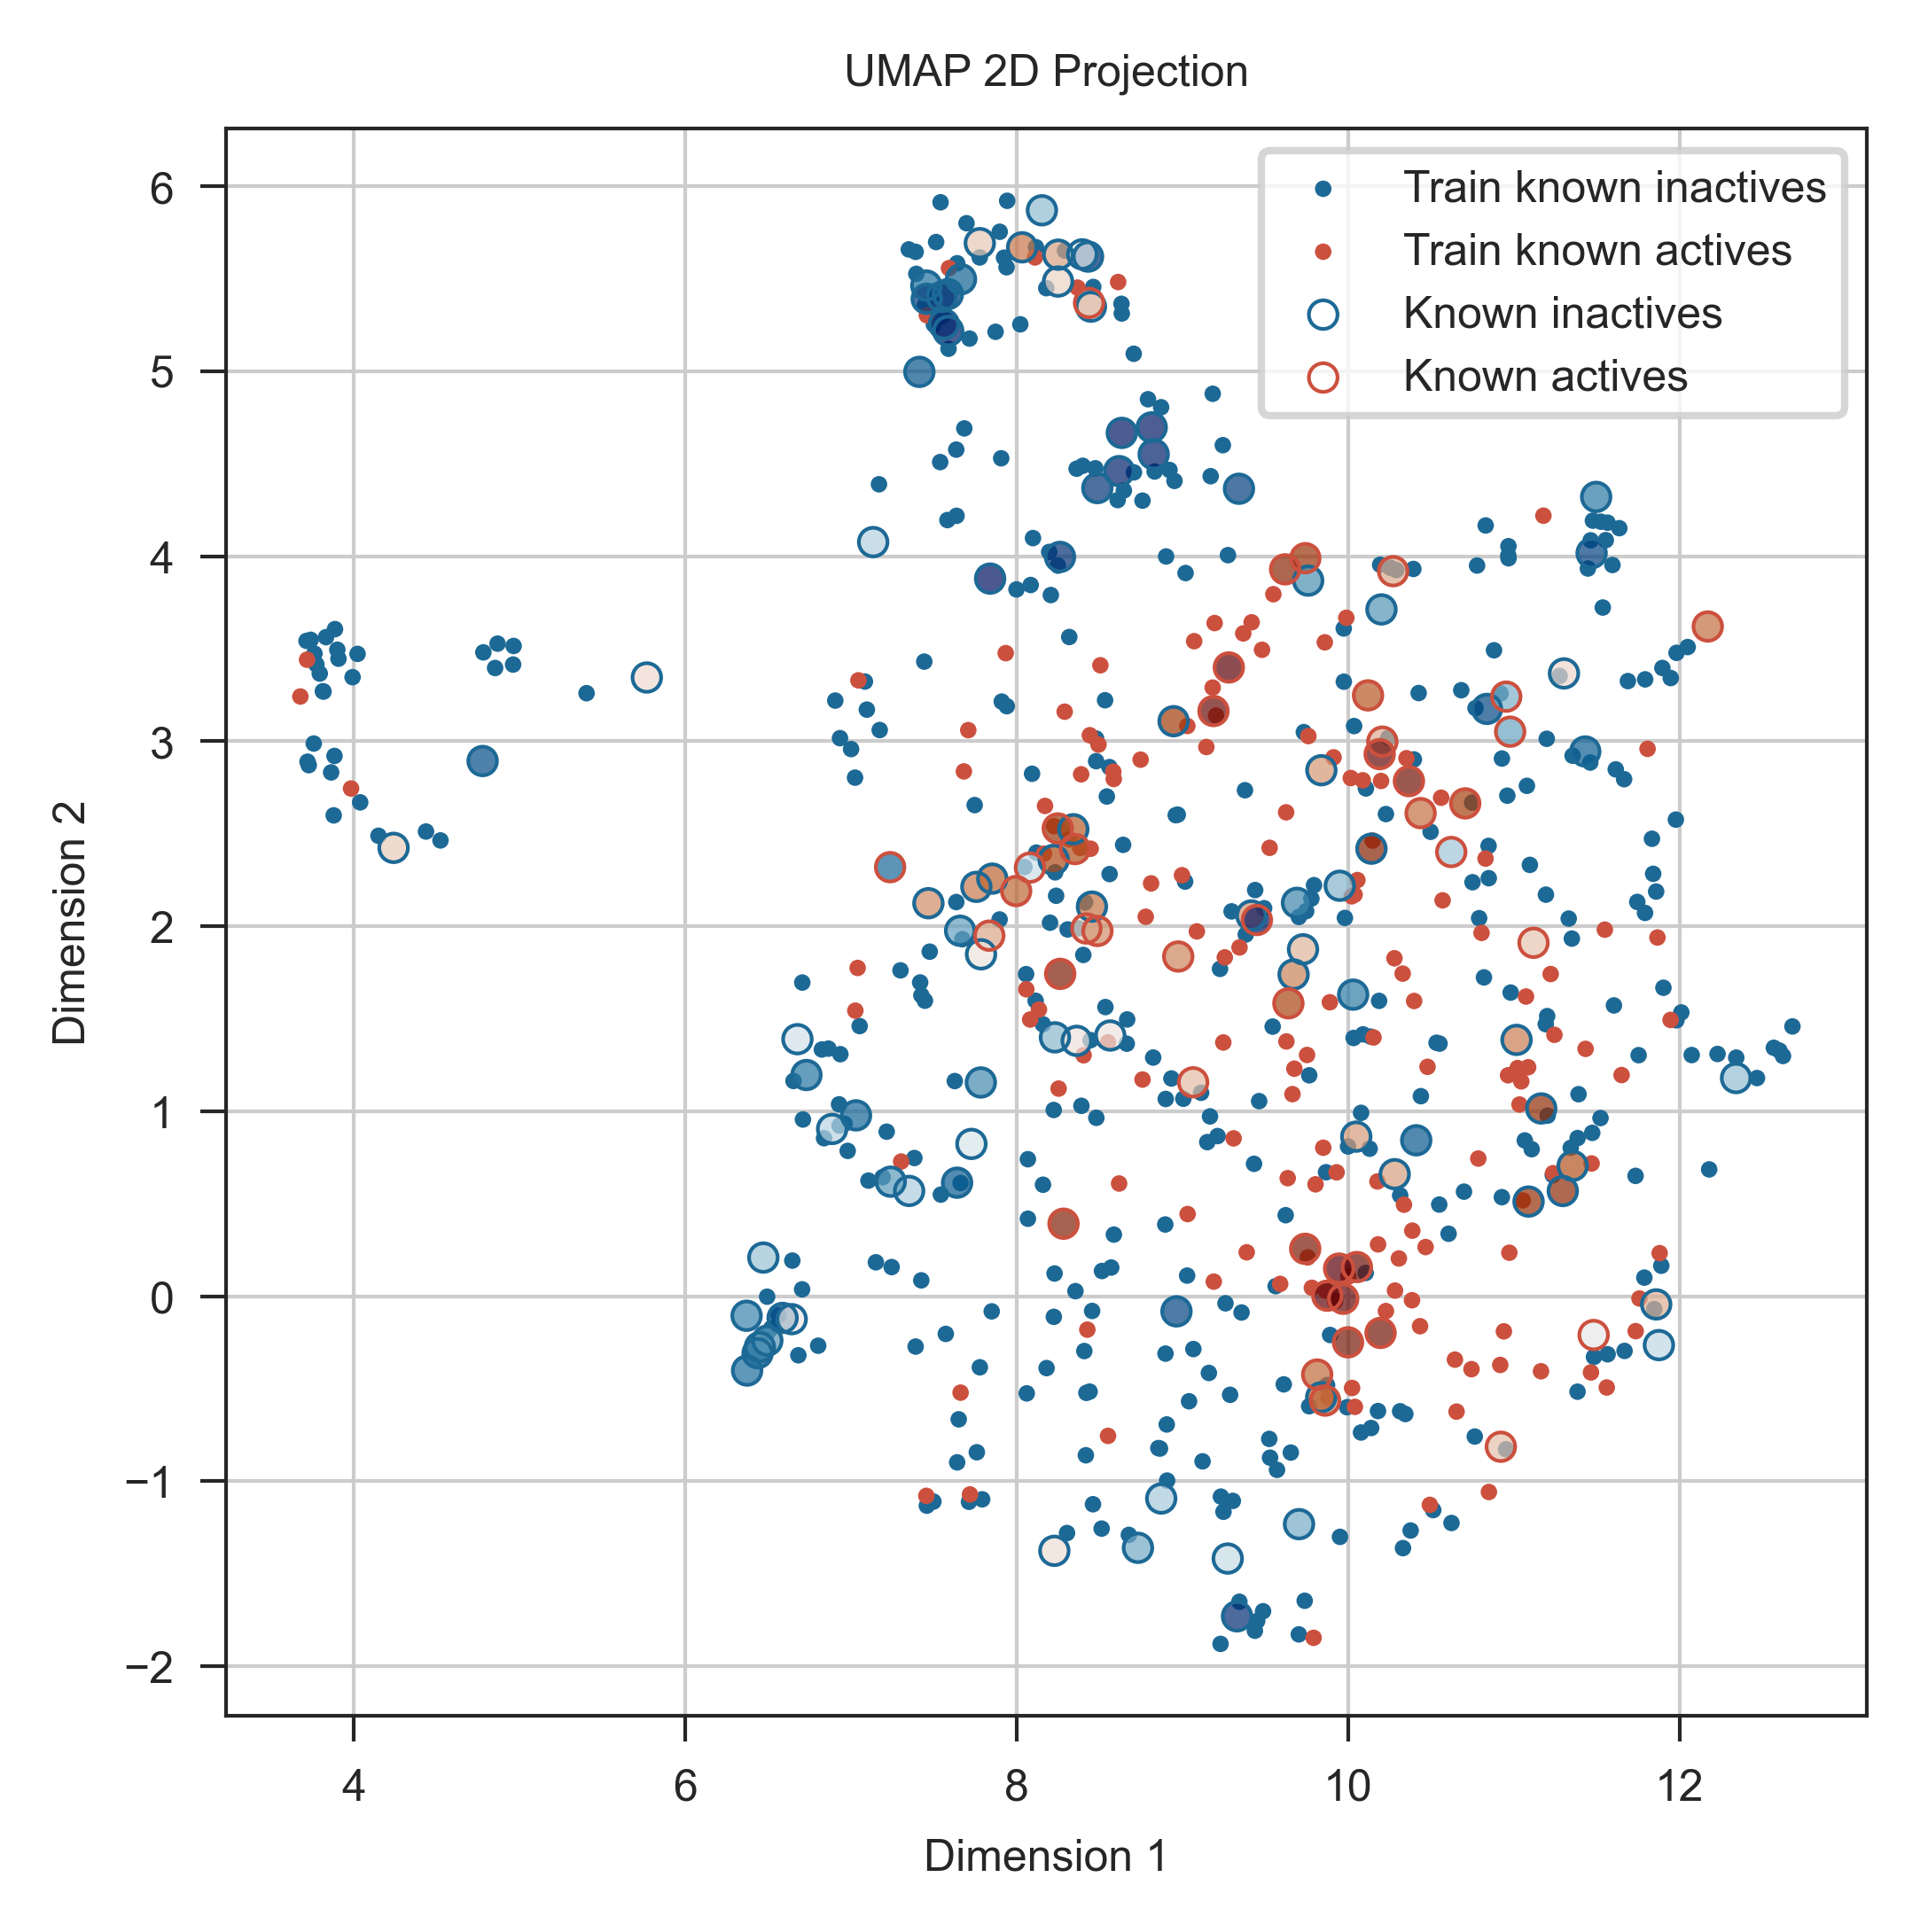 UMAP 2D Projection
Train known inactives
Train known actives
Known inactives
Known actives
6
5
4
3
2
1
0
−1
−2
Dimension 2
4 6 8 10 12
Dimension 1